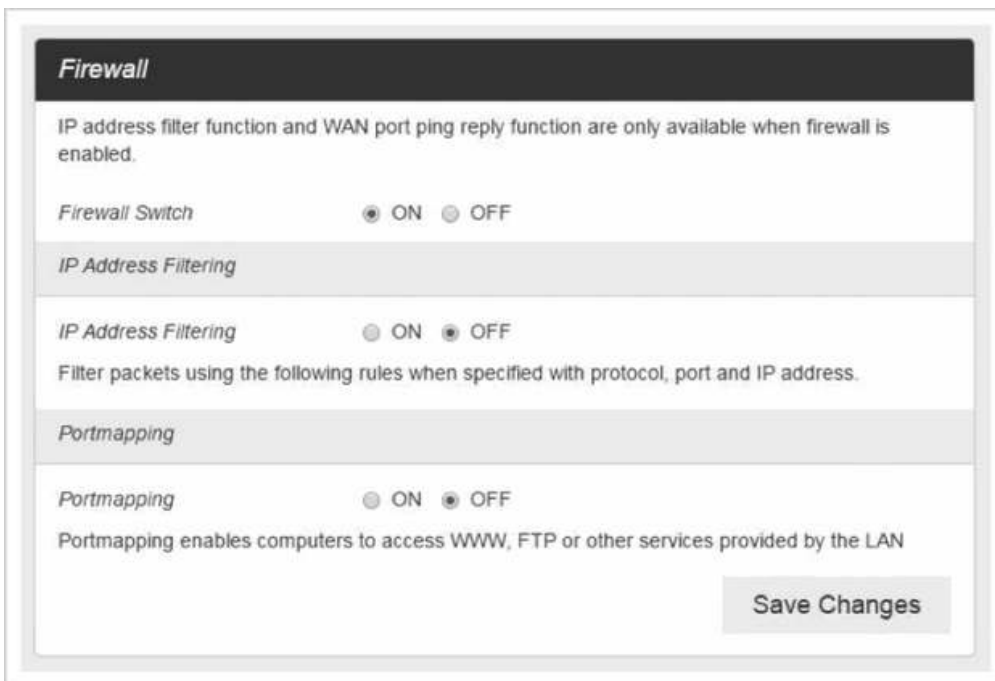 Firewall
IP address filter function and WAN port ping reply function are only available when firewall is
enabled.
Firewall Switch ON OFF
IP Address Filtering
IP Address Filtering ON OFF
Filter packets using the following rules when specified with protocol, port and IP address.
Portmapping
Portmapping ON OFF
Portmapping enables computers to access WWW, FTP or other services provided by the LAN
Save Changes